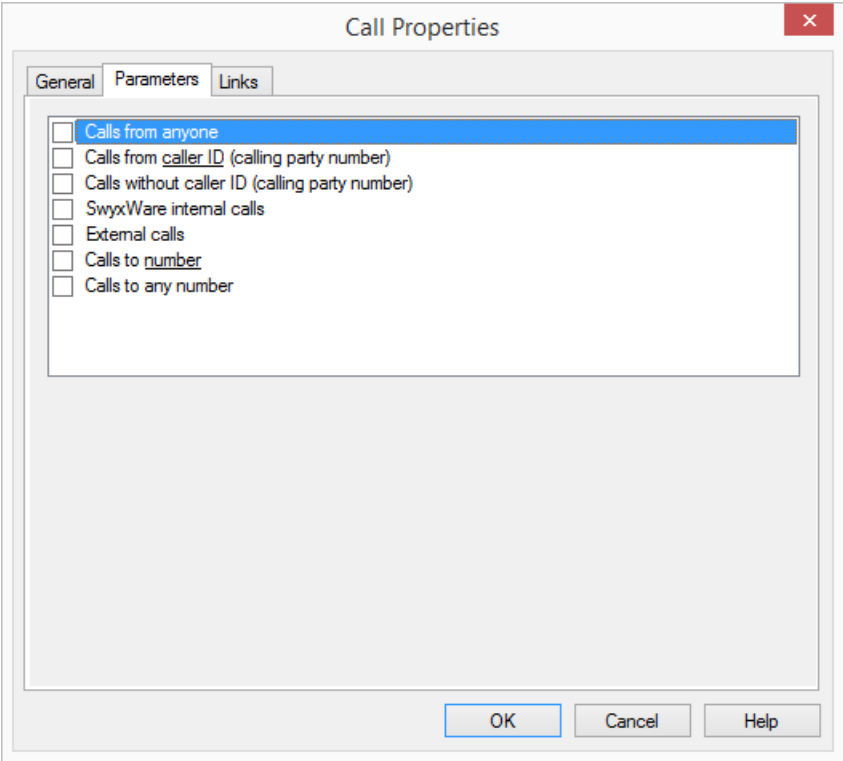 Call Properties
General Parameters Links
Calls from anyone
Calls from caller ID (calling party number)
Calls without caller ID (calling party number)
SwyxWare internal calls
External calls
Calls to number
Calls to any number
OK Cancel Help